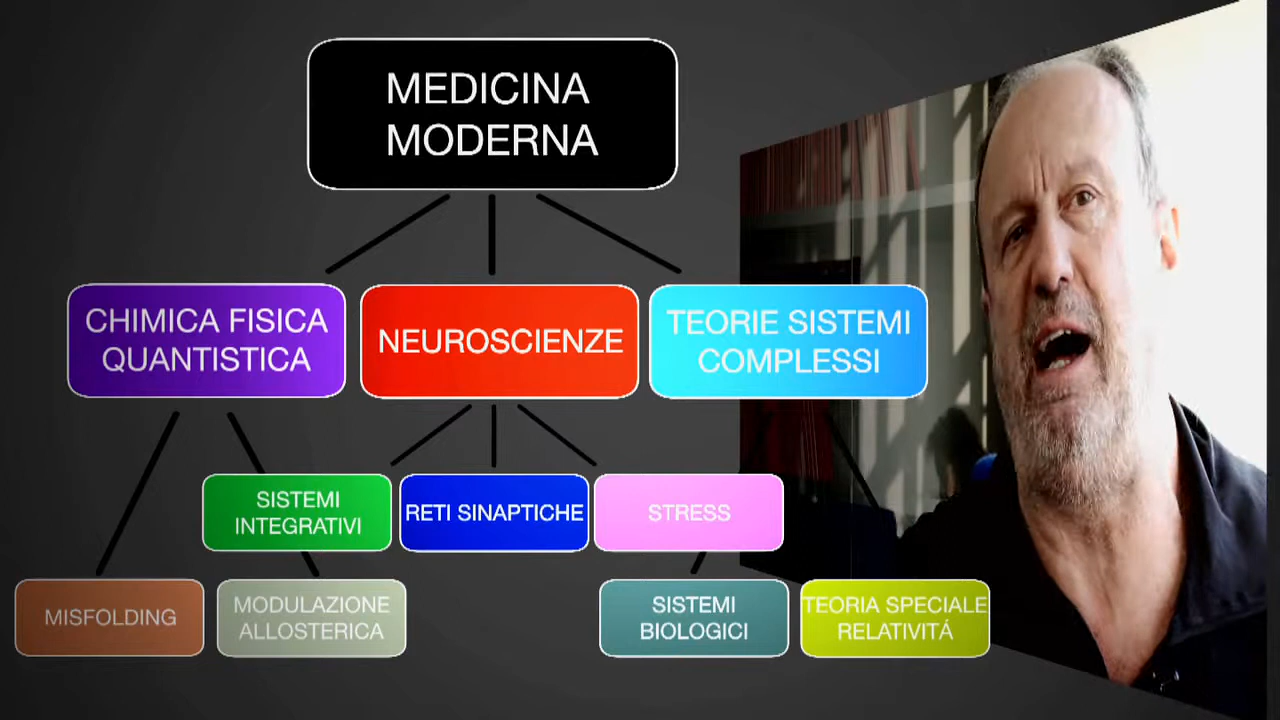 MEDICINA
MODERNA
CHIMICA FISICA
QUANTISTICA
NEUROSCIENZE
TEORIE SISTEMI
COMPLESSI
SISTEMI
INTEGRATIVI
RETI SINAPTICHE
STRESS
MISFOLDING
MODULAZIONE
ALLOSTERICA
SISTEMI
BIOLOGICI
TEORIA SPECIALE
RELATIVITÁ